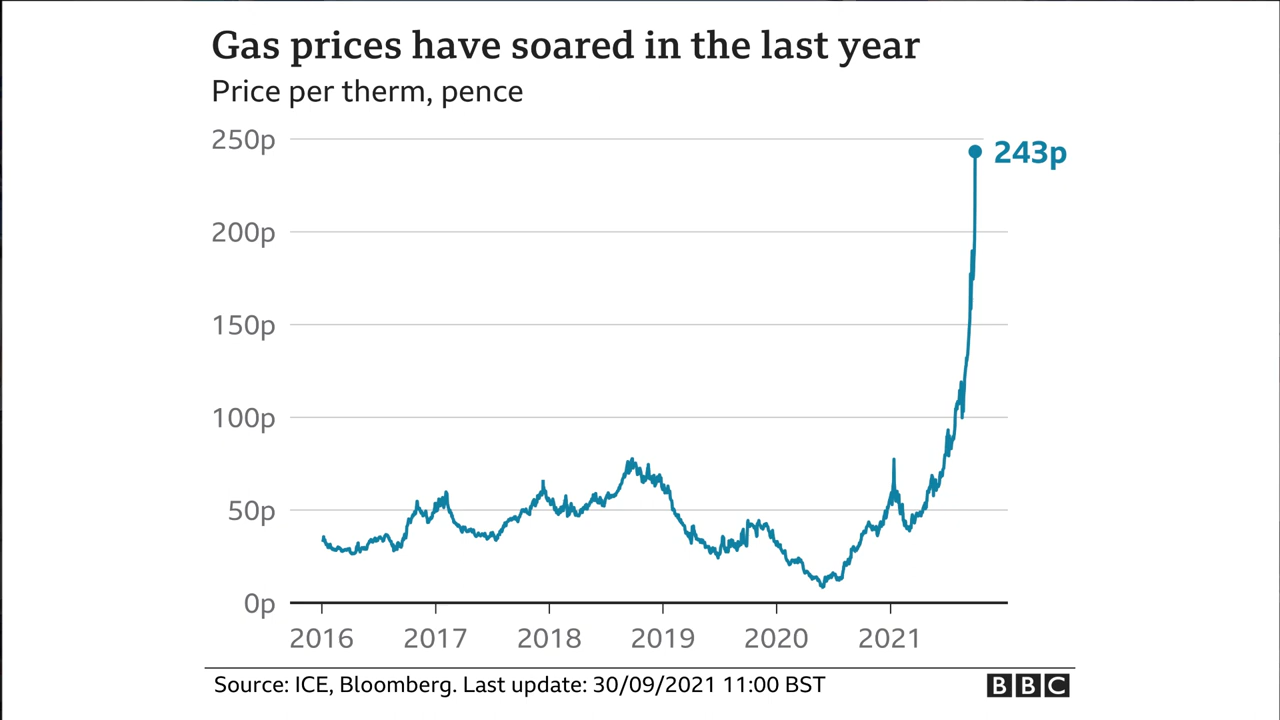 Gas prices have soared in the last year
Price per therm, pence
250p
243p
200p
150p
100p
50p
0p
2016 2017 2018 2019 2020 2021
Source: ICE, Bloomberg. Last update: 30/09/2021 11:00 BST
BBC